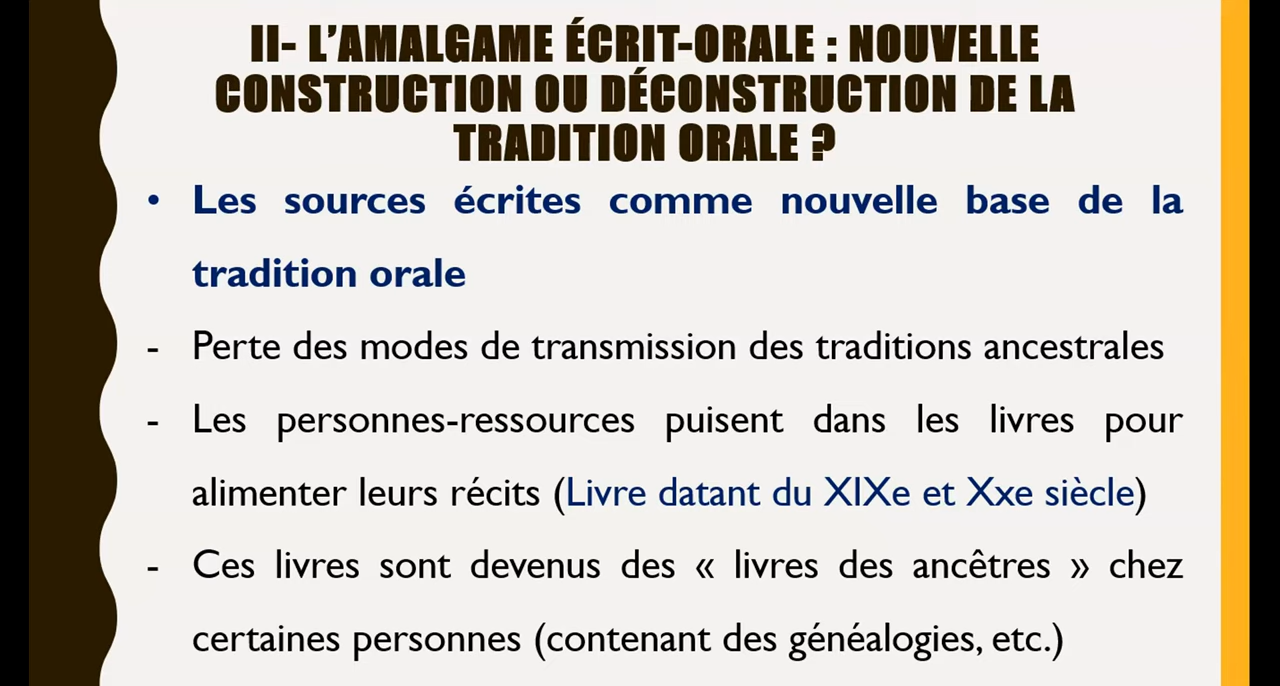 II- L'AMALGAME ÉCRIT-ORALE : NOUVELLE
CONSTRUCTION OU DÉCONSTRUCTION DE LA
TRADITION ORALE ?
• Les sources écrites comme nouvelle base de la
tradition orale
- Perte des modes de transmission des traditions ancestrales
- Les personnes-ressources puisent dans les livres pour
alimenter leurs récits (Livre datant du XIXe et Xxe siècle)
- Ces livres sont devenus des « livres des ancêtres » chez
certaines personnes (contenant des généalogies, etc.)